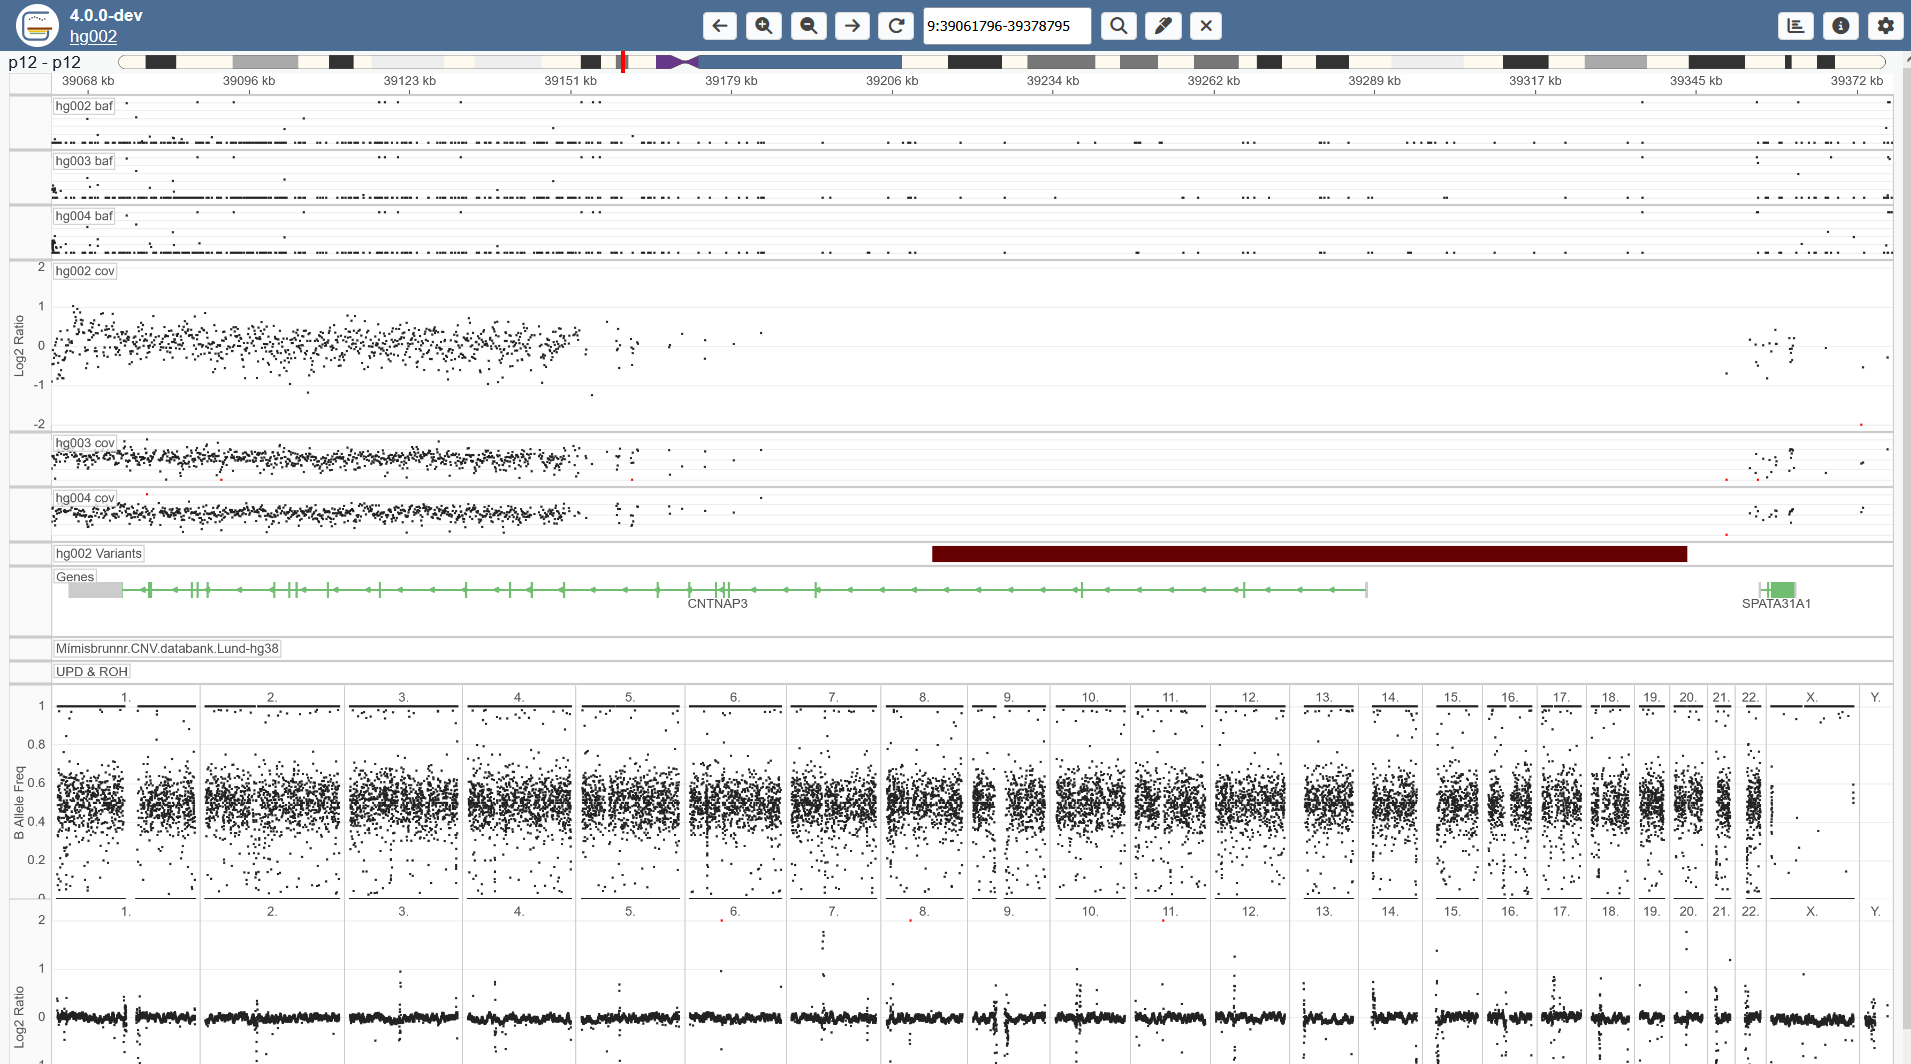 4.0.0-dev
hg002
9:39061796-39378795
p12 - p12
39068 kb 39096 kb 39123 kb 39151 kb 39179 kb 39206 kb 39234 kb 39262 kb 39289 kb 39317 kb 39345 kb 39372 kb
hg002 baf
hg003 baf
hg004 baf
hg002 cov
2
1
0
-1
-2
Log2 Ratio
hg003 cov
hg004 cov
hg002 Variants
Genes
CNTNAP3 SPATA31A1
Mímisbrunnr.CNV.databank.Lund-hg38
UPD & ROH
1. 2. 3. 4. 5. 6. 7. 8. 9. 10. 11. 12. 13. 14. 15. 16. 17. 18. 19. 20. 21. 22. X. Y.
1
0.8
0.6
0.4
0.2
0
B Allele Freq
1. 2. 3. 4. 5. 6. 7. 8. 9. 10. 11. 12. 13. 14. 15. 16. 17. 18. 19. 20. 21. 22. X. Y.
2
1
0
-1
Log2 Ratio